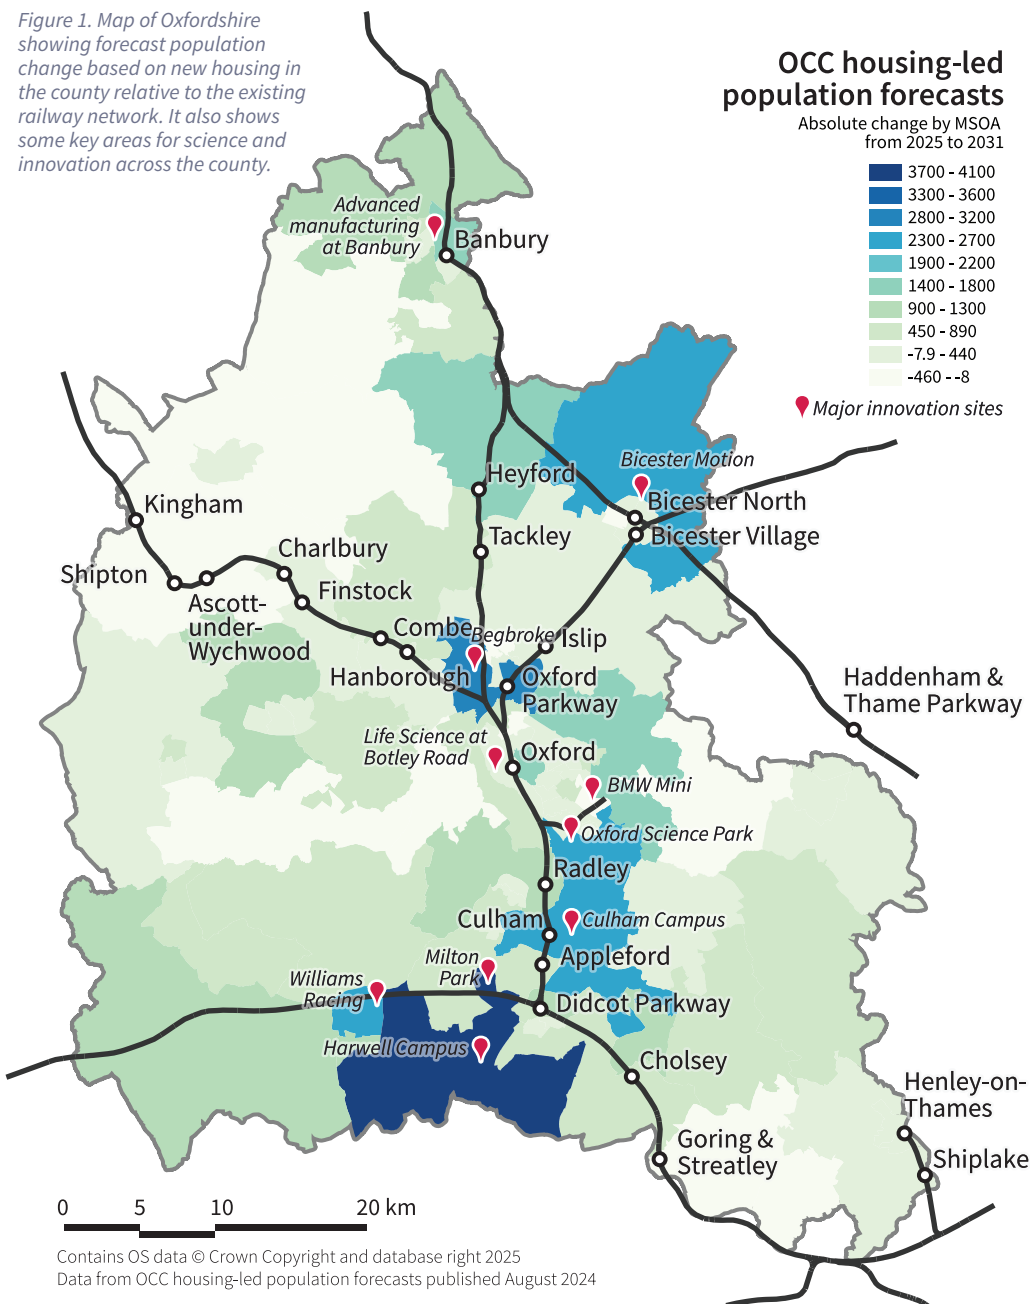 Figure 1. Map of Oxfordshire
showing forecast population
change based on new housing in
the county relative to the existing
railway network. It also shows
some key areas for science and
innovation across the county.
OCC housing-led
population forecasts
Absolute change by MSOA
from 2025 to 2031
3700 - 4100
3300 - 3600
2800 - 3200
2300 - 2700
1900 - 2200
1400 - 1800
900 - 1300
450 - 890
-7.9 - 440
-460 - -8
Major innovation sites
Advanced
manufacturing
at Banbury
Banbury
Bicester Motion
Heyford
Bicester North
Kingham
Tackley
Bicester Village
Charlbury
Shipton
Finstock
Ascott-
under-
Wychwood
Combe
Begbroke
Islip
Hanborough
Oxford
Parkway
Haddenham &
Thame Parkway
Life Science at
Botley Road
Oxford
BMW Mini
Oxford Science Park
Radley
Culham
Culham Campus
Milton
Park
Appleford
Williams
Racing
Didcot Parkway
Harwell Campus
Cholsey
Henley-on-
Thames
Goring &
Streatley
Shiplake
0 5 10 20 km
Contains OS data © Crown Copyright and database right 2025
Data from OCC housing-led population forecasts published August 2024